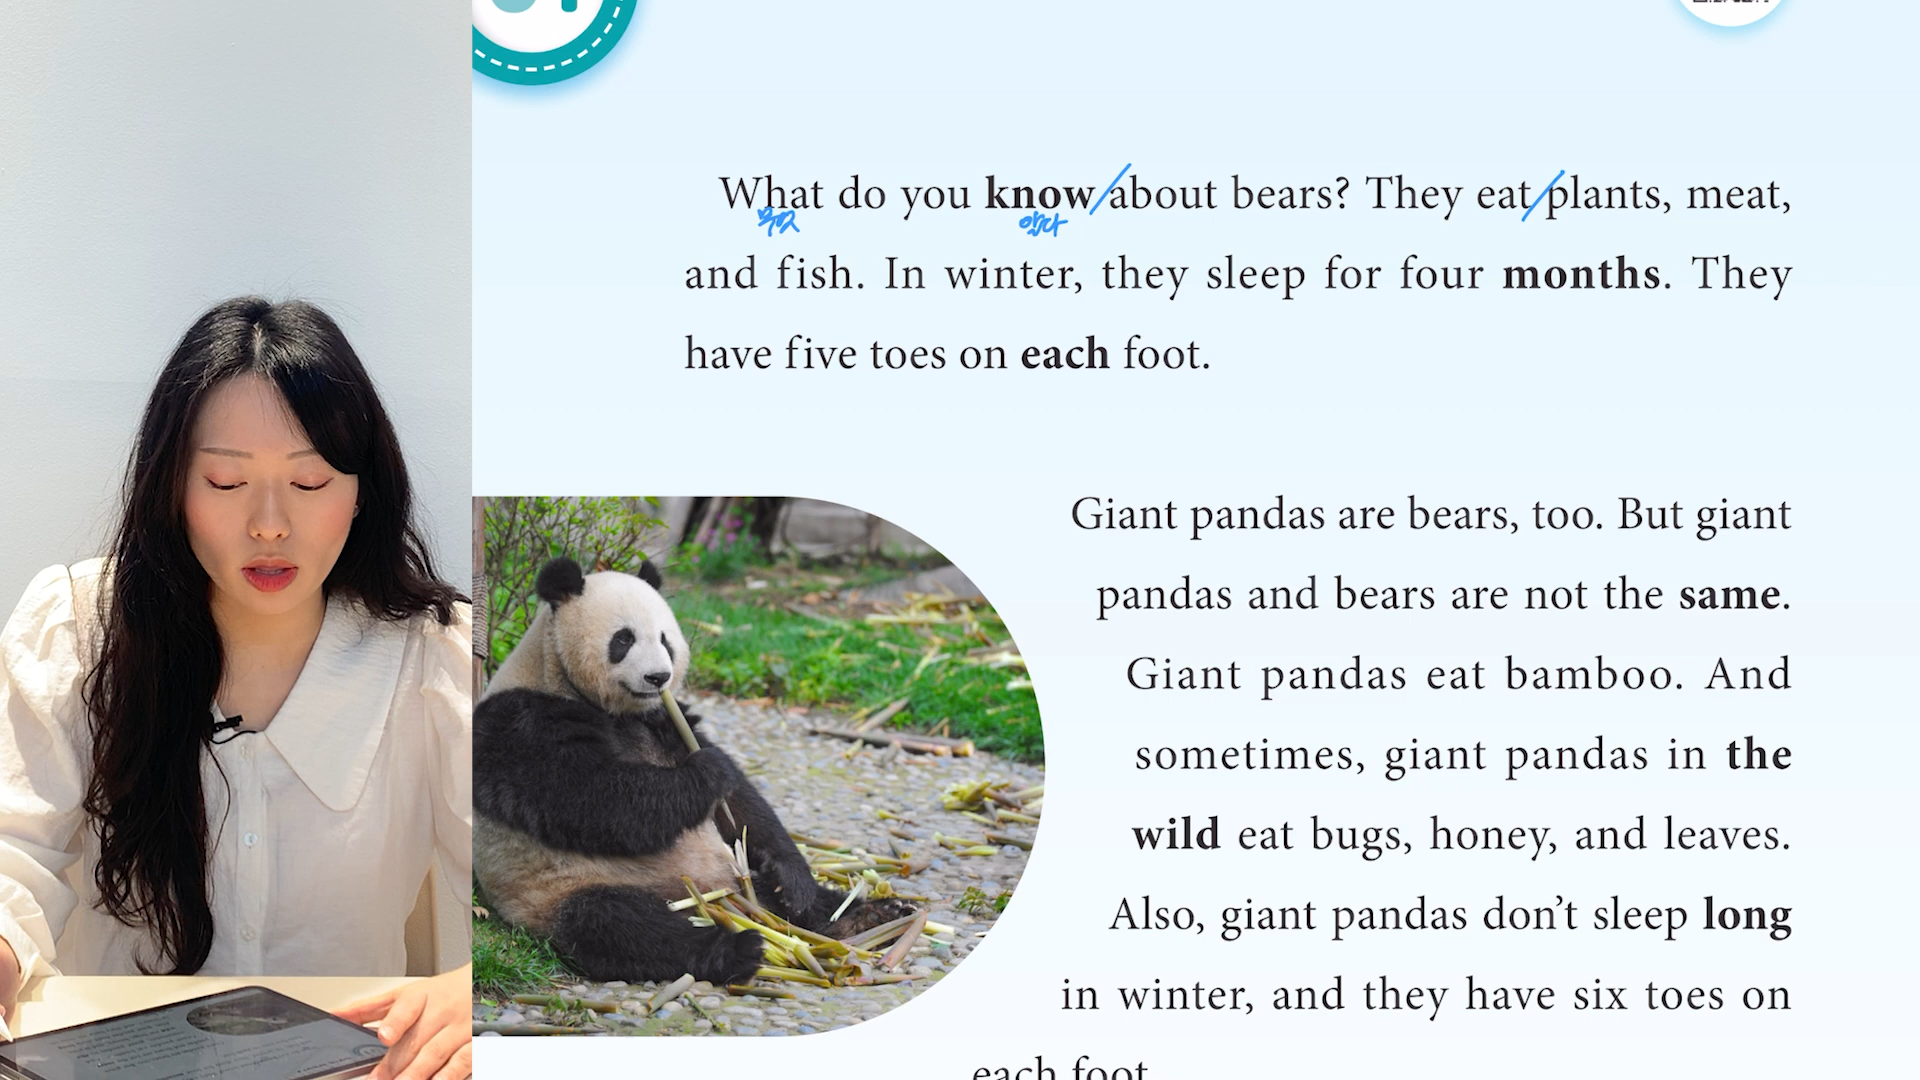 What do you know about bears? They eat plants, meat,
무엇 알다
and fish. In winter, they sleep for four months. They
have five toes on each foot.
Giant pandas are bears, too. But giant
pandas and bears are not the same.
Giant pandas eat bamboo. And
sometimes, giant pandas in the
wild eat bugs, honey, and leaves.
Also, giant pandas don’t sleep long
in winter, and they have six toes on
each foot.